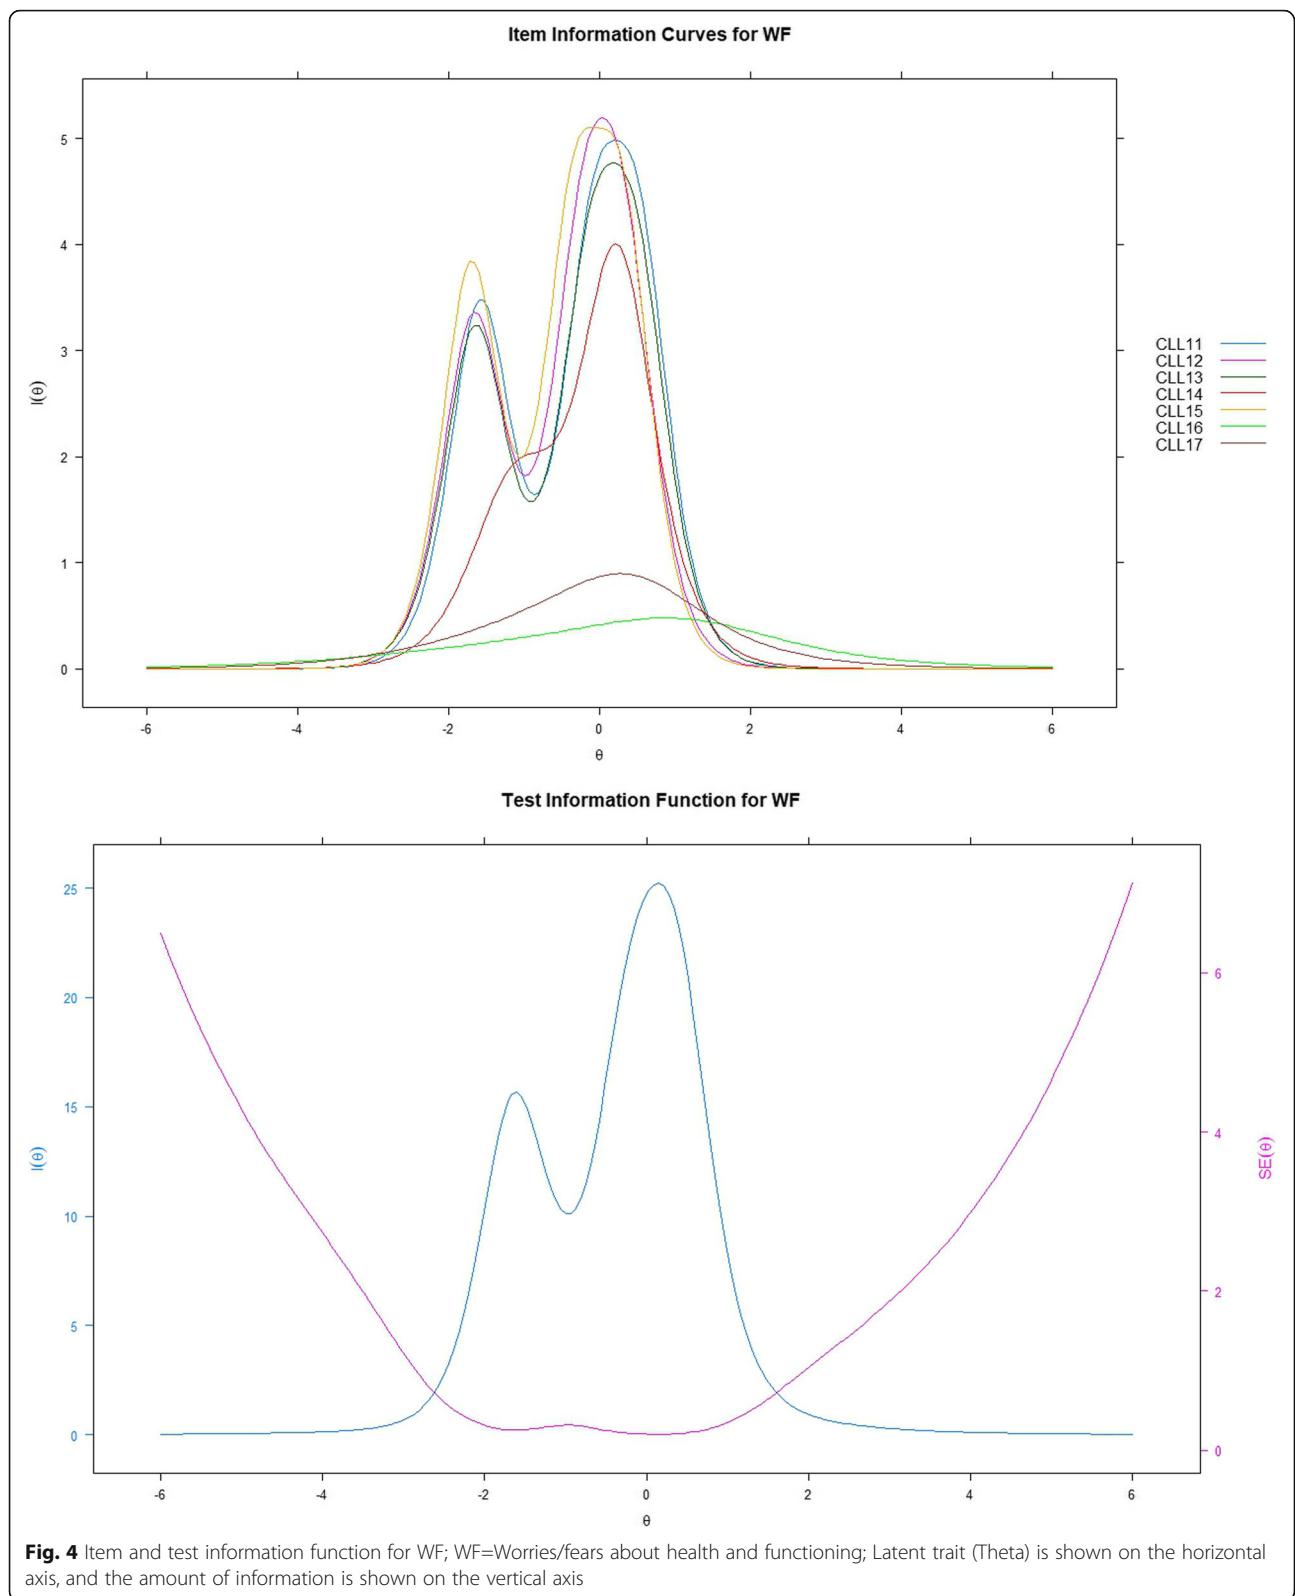 Item Information Curves for WF
5
4
3
2
1
0
I(θ)
-6 -4 -2 0 2 4 6
θ
CLL11
CLL12
CLL13
CLL14
CLL15
CLL16
CLL17
Test Information Function for WF
25
20
15
10
5
0
I(θ)
6
4
2
0
SE(θ)
-6 -4 -2 0 2 4 6
θ
Fig. 4 Item and test information function for WF; WF=Worries/fears about health and functioning; Latent trait (Theta) is shown on the horizontal
axis, and the amount of information is shown on the vertical axis